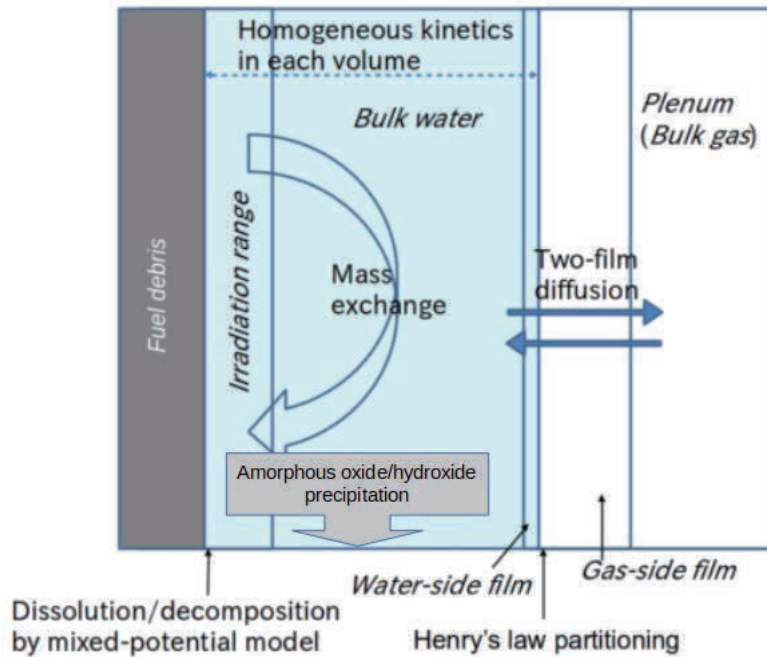 Homogeneous kinetics
in each volume
Bulk water
Plenum
(Bulk gas)
Fuel debris
Irradiation range
Mass
exchange
Two-film
diffusion
Amorphous oxide/hydroxide
precipitation
Water-side film
Gas-side film
Dissolution/decomposition
by mixed-potential model
Henry's law partitioning